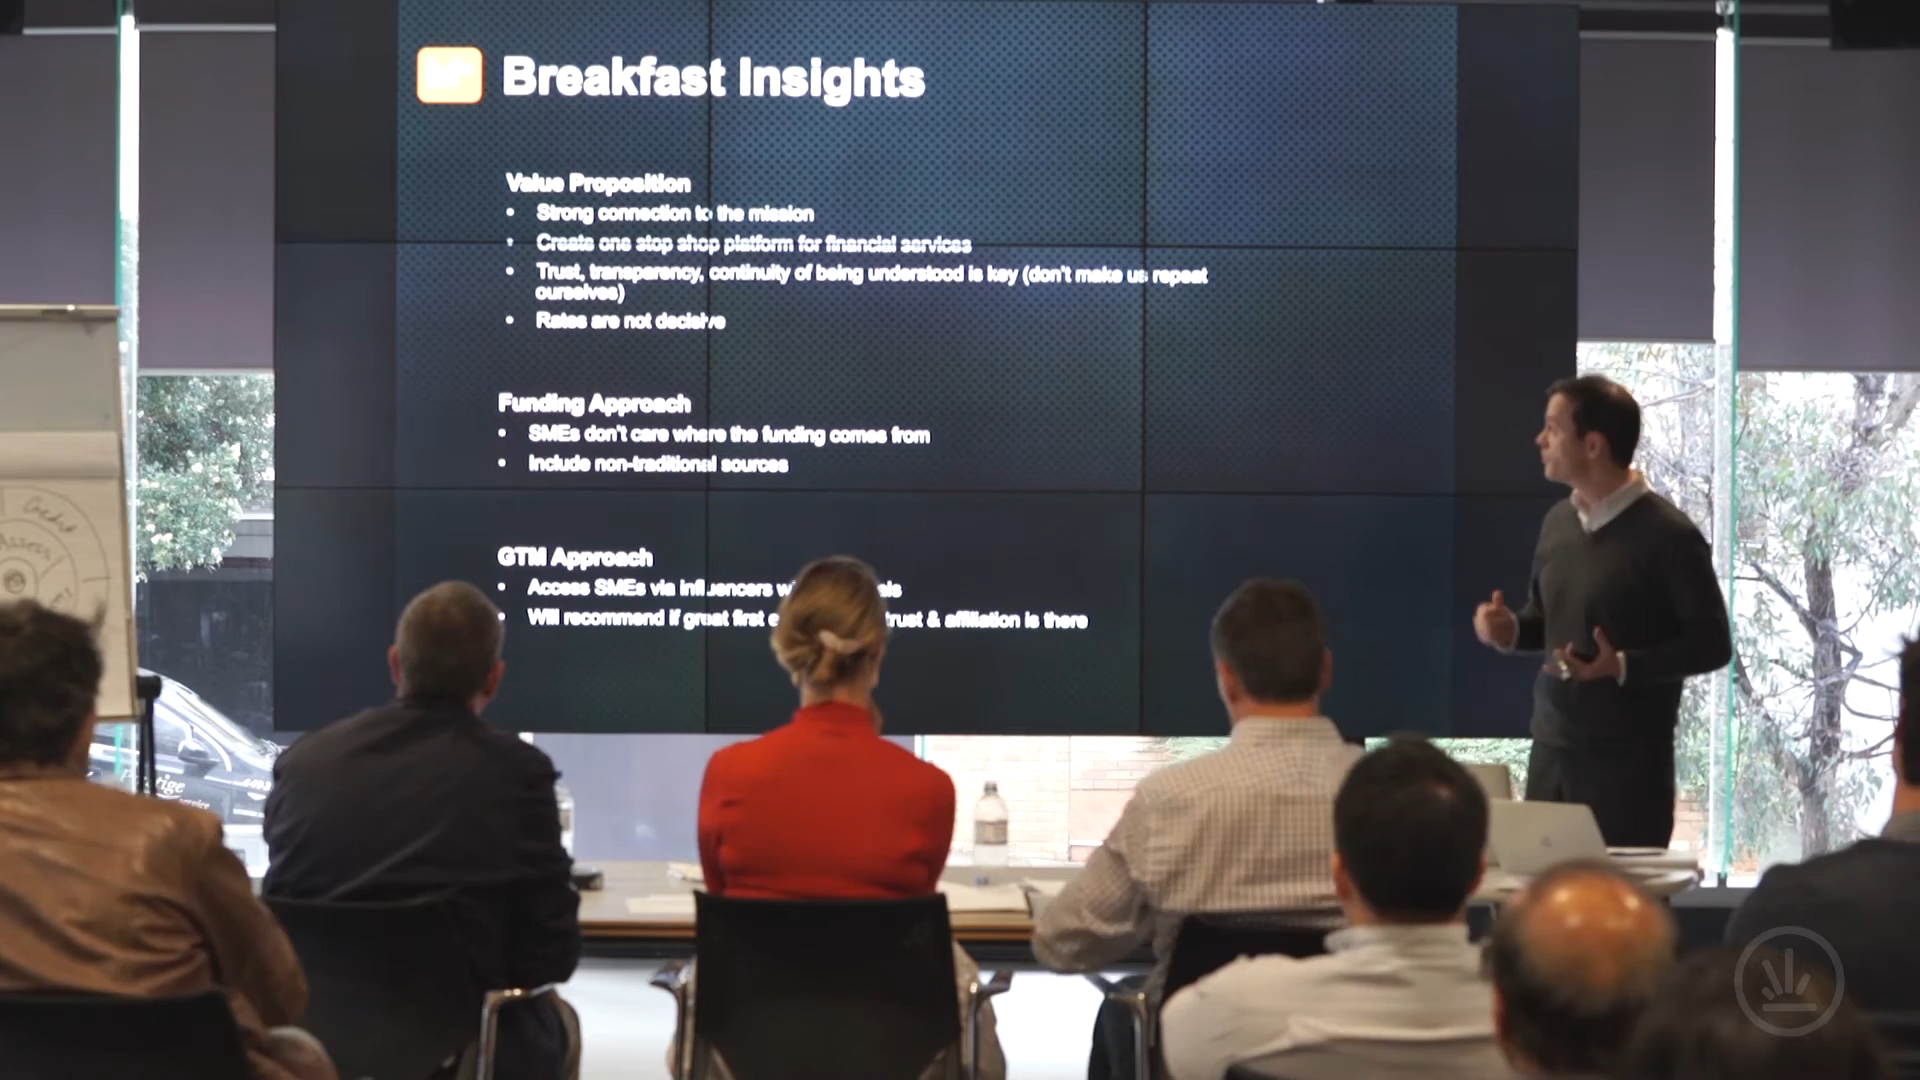 Breakfast Insights
Value Proposition
• Strong connection to the mission
• Create one stop shop platform for financial services
• Trust, transparency, continuity of being understood is key (don't make us repeat
ourselves)
• Rates are not decisive
Funding Approach
• SMEs don't care where the funding comes from
• Include non-traditional sources
Credit
Access
GTM Approach
• Access SMEs via influencers
• Will recommend if great first trust & affiliation is there